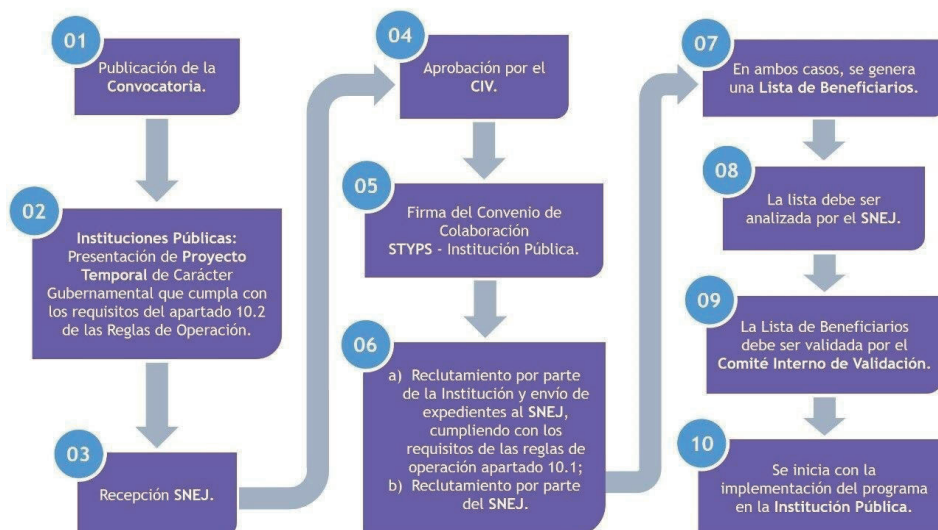 01
Publicación de la
Convocatoria.
02
Instituciones Públicas:
Presentación de Proyecto
Temporal de Carácter
Gubernamental que cumpla con
los requisitos del apartado 10.2
de las Reglas de Operación.
03
Recepción SNEJ.
04
Aprobación por el
CIV.
05
Firma del Convenio de
Colaboración
STYPS - Institución Pública.
06
a) Reclutamiento por parte
de la Institución y envío de
expedientes al SNEJ,
cumpliendo con los
requisitos de las reglas de
operación apartado 10.1;
b) Reclutamiento por parte
del SNEJ.
07
En ambos casos, se genera
una Lista de Beneficiarios.
08
La lista debe ser
analizada por el SNEJ.
09
La Lista de Beneficiarios
debe ser validada por el
Comité Interno de Validación.
10
Se inicia con la
implementación del programa
en la Institución Pública.